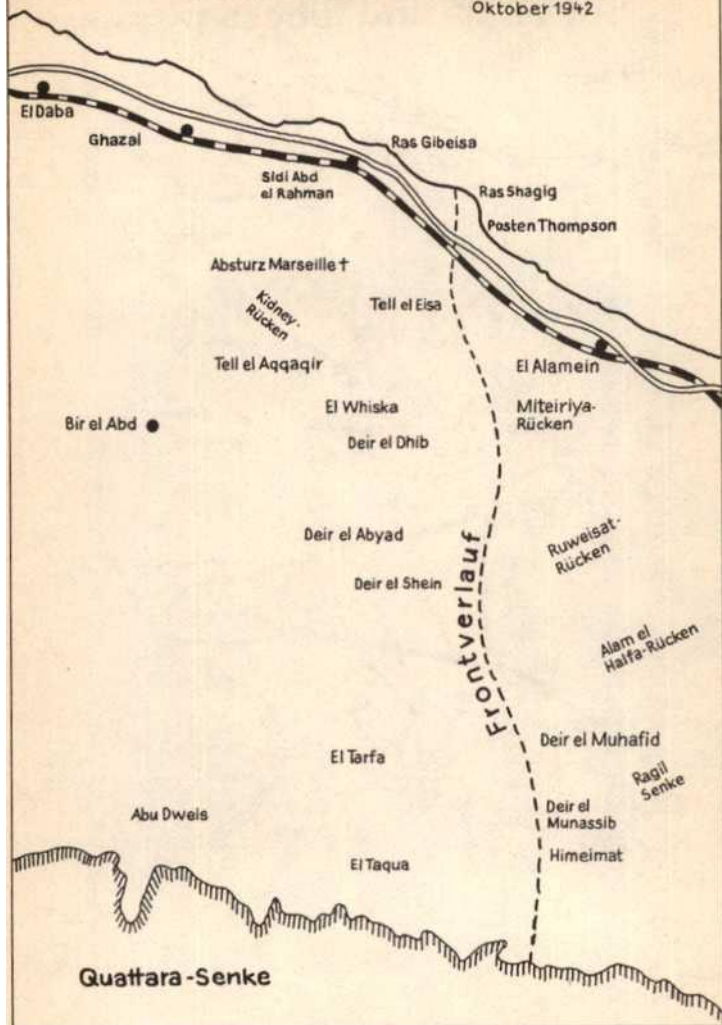 Oktober 1942
El Daba
Ghazal
Sidi Abd
el Rahman
Ras Gibeisa
Ras Shagig
Posten Thompson
Absturz Marseille †
Kidney-
Rücken
Tell el Eisa
Tell el Aqqaqir
El Alamein
El Whiska
Miteiriya-
Rücken
Bir el Abd
Deir el Dhib
Deir el Abyad
Ruweisat-
Rücken
Deir el Shein
Frontverlauf
Alam el
Halfa-Rücken
Deir el Muhafid
El Tarfa
Ragil
Senke
Abu Dweis
Deir el
Munassib
Himeimat
El Taqua
Quattara-Senke